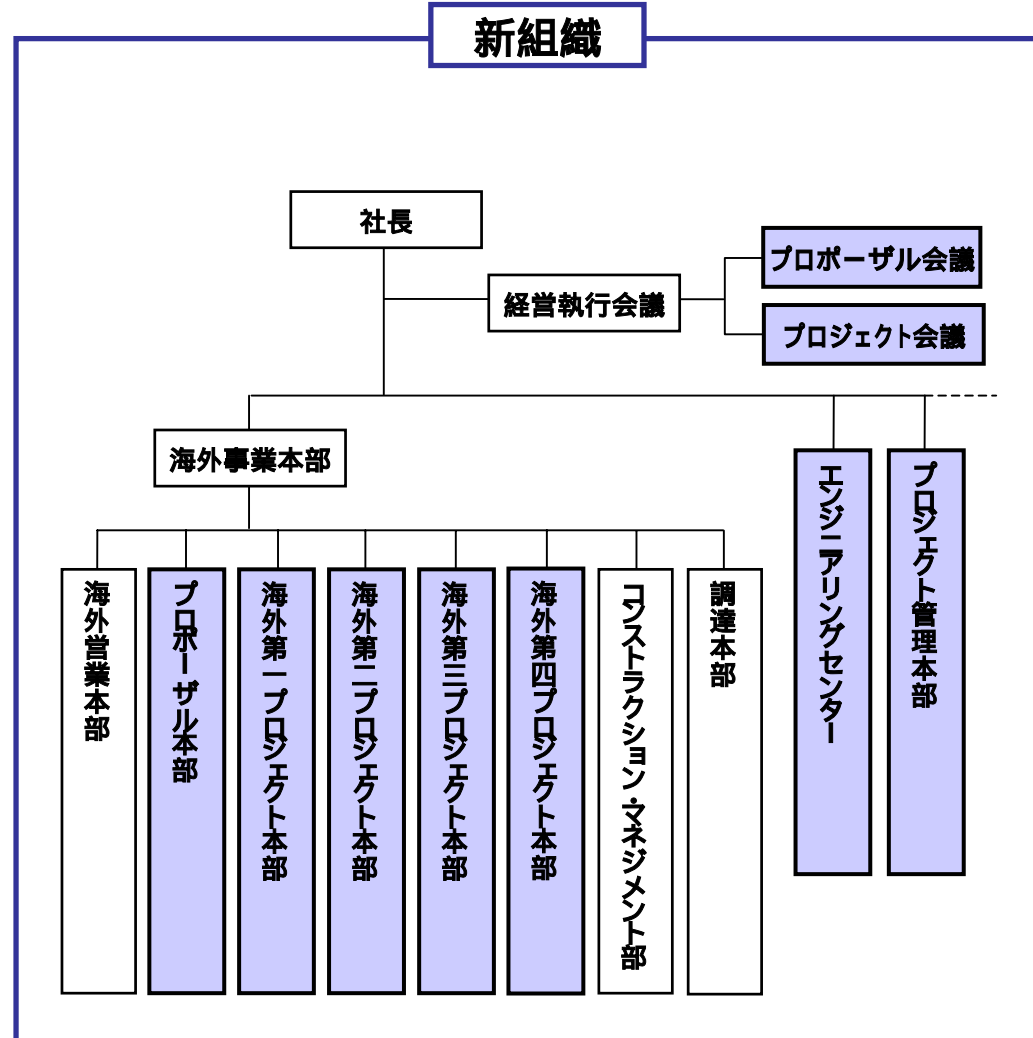 新組織
社長
経営執行会議
プロポーザル会議
プロジェクト会議
海外事業本部
海外営業本部
プロポーザル本部
海外第一プロジェクト本部
海外第二プロジェクト本部
海外第三プロジェクト本部
海外第四プロジェクト本部
コンストラクション・マネジメント部
調達本部
エンジニアリングセンター
プロジェクト管理本部